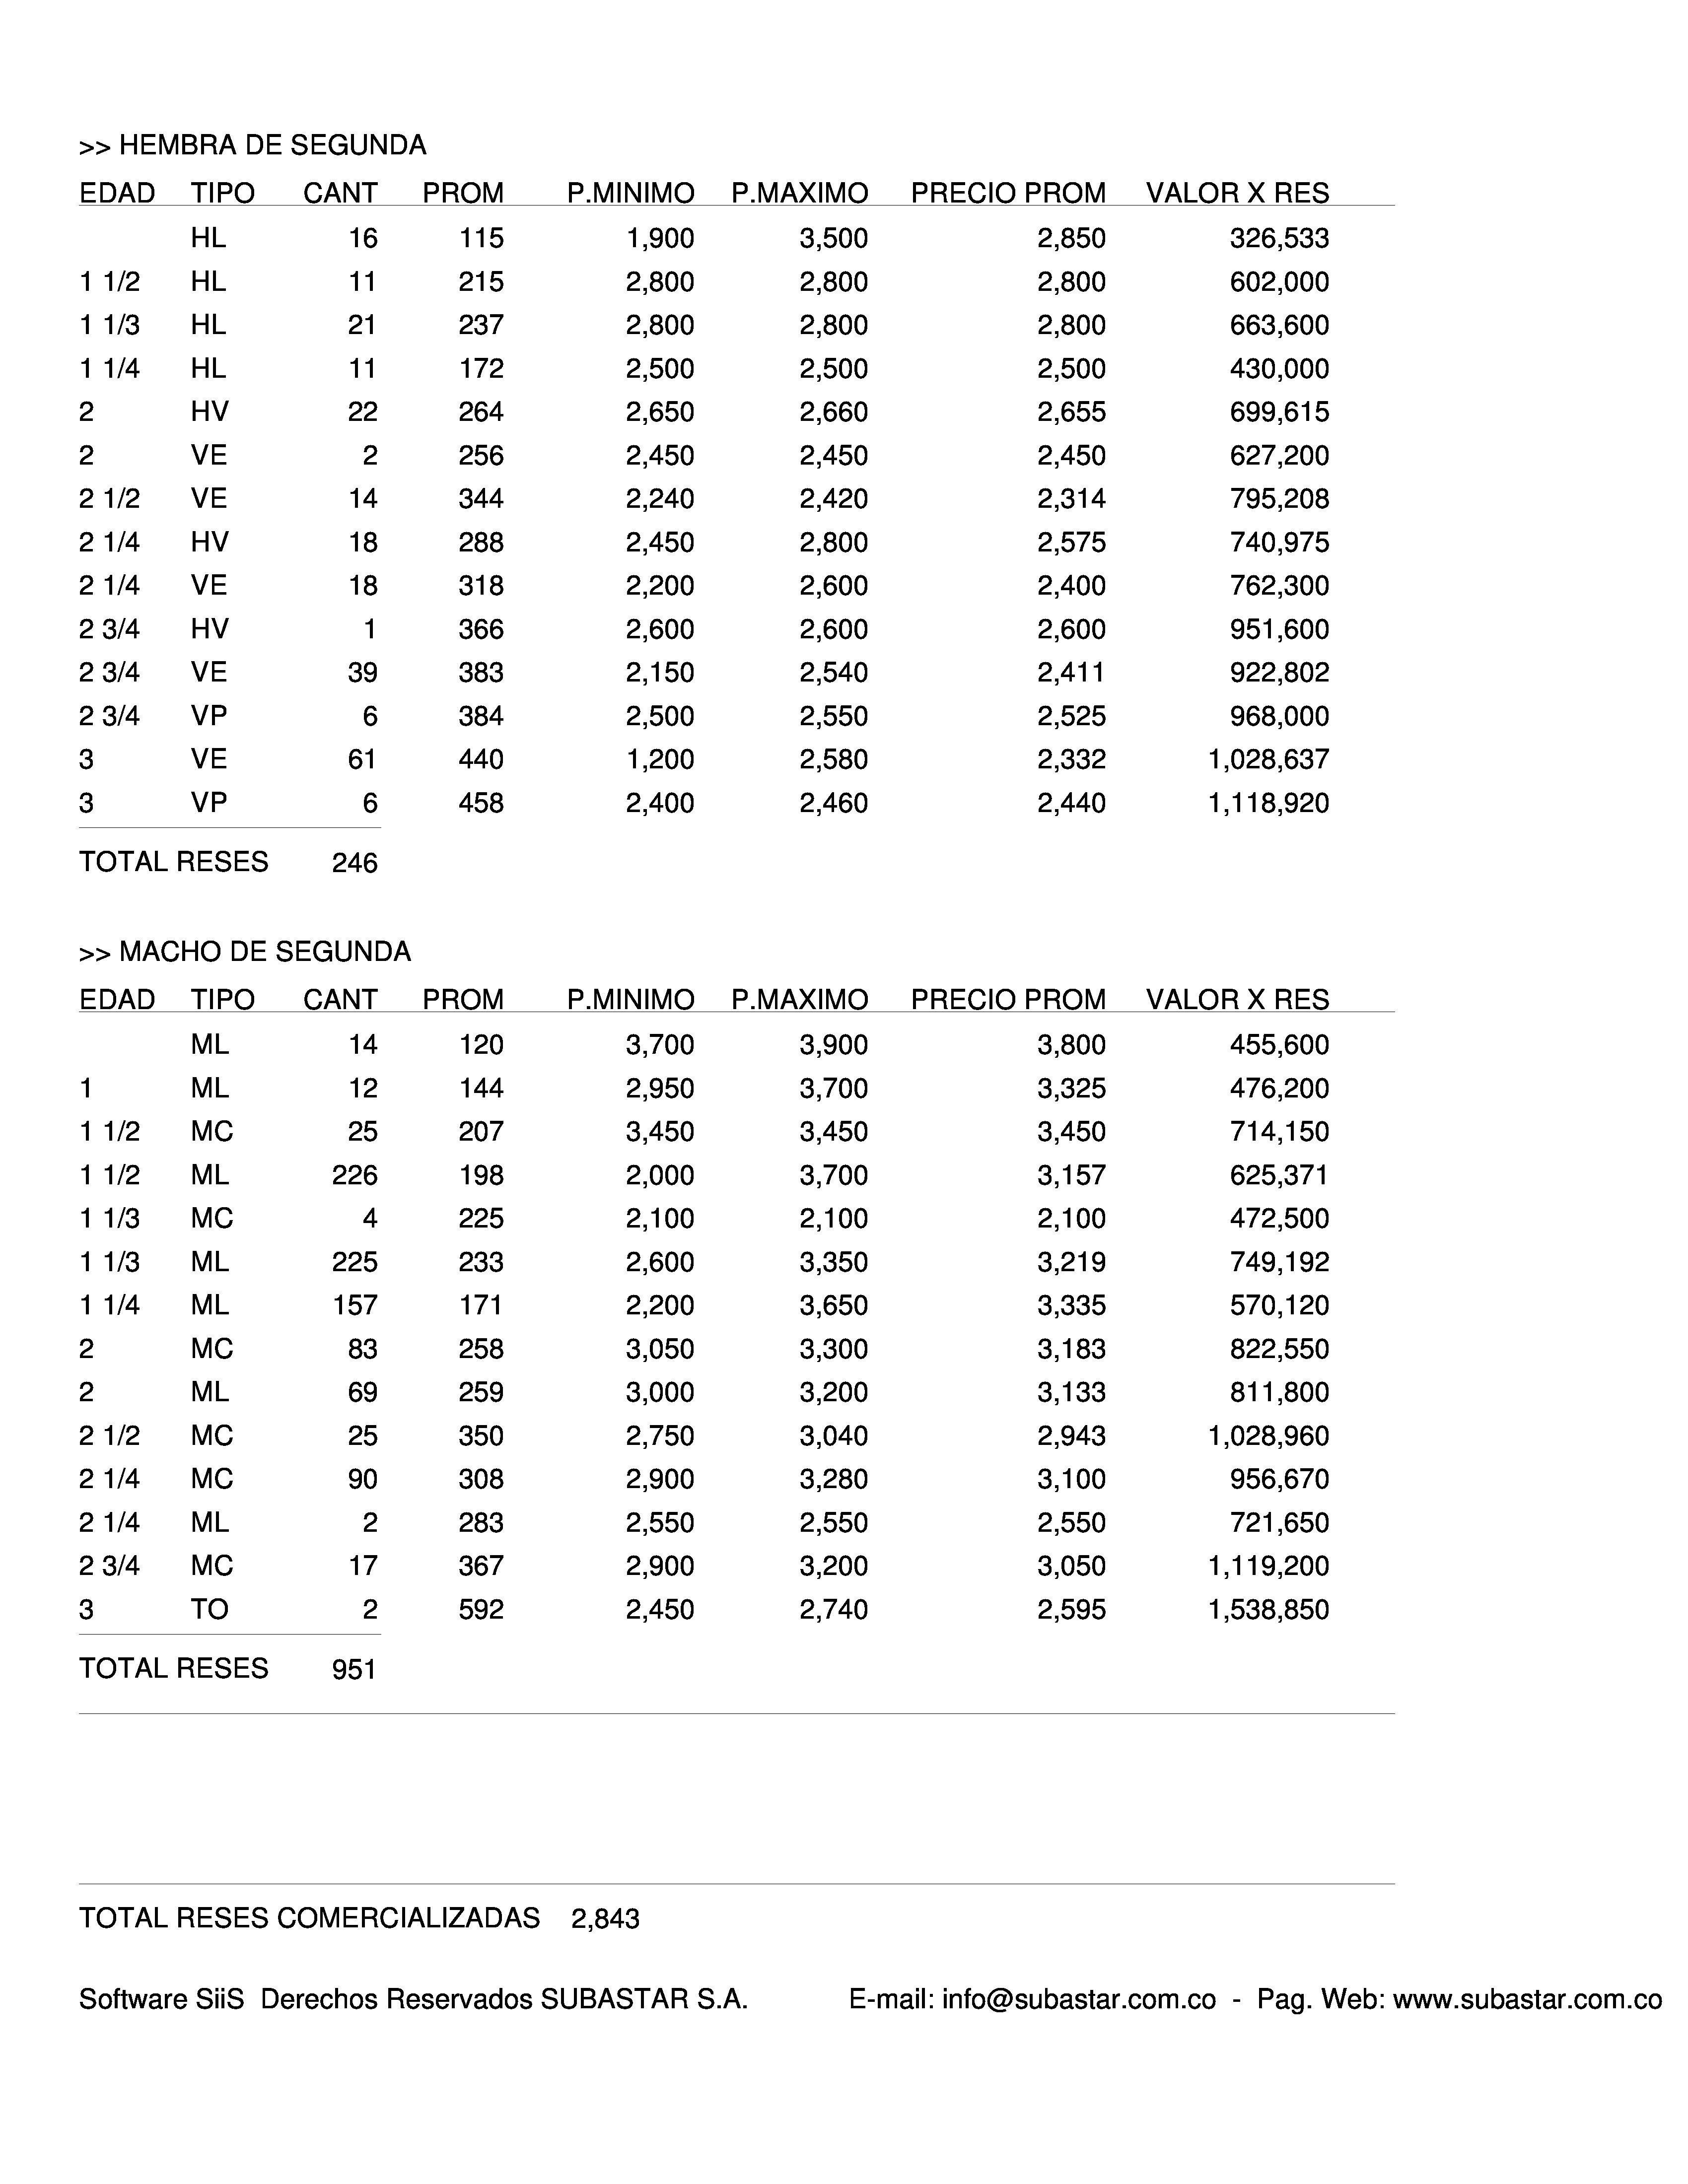 >> HEMBRA DE SEGUNDA
EDAD TIPO CANT PROM P.MINIMO P.MAXIMO PRECIO PROM VALOR X RES
HL 16 115 1,900 3,500 2,850 326,533
1 1/2 HL 11 215 2,800 2,800 2,800 602,000
1 1/3 HL 21 237 2,800 2,800 2,800 663,600
1 1/4 HL 11 172 2,500 2,500 2,500 430,000
2 HV 22 264 2,650 2,660 2,655 699,615
2 VE 2 256 2,450 2,450 2,450 627,200
2 1/2 VE 14 344 2,240 2,420 2,314 795,208
2 1/4 HV 18 288 2,450 2,800 2,575 740,975
2 1/4 VE 18 318 2,200 2,600 2,400 762,300
2 3/4 HV 1 366 2,600 2,600 2,600 951,600
2 3/4 VE 39 383 2,150 2,540 2,411 922,802
2 3/4 VP 6 384 2,500 2,550 2,525 968,000
3 VE 61 440 1,200 2,580 2,332 1,028,637
3 VP 6 458 2,400 2,460 2,440 1,118,920
TOTAL RESES 246
>> MACHO DE SEGUNDA
EDAD TIPO CANT PROM P.MINIMO P.MAXIMO PRECIO PROM VALOR X RES
ML 14 120 3,700 3,900 3,800 455,600
1 ML 12 144 2,950 3,700 3,325 476,200
1 1/2 MC 25 207 3,450 3,450 3,450 714,150
1 1/2 ML 226 198 2,000 3,700 3,157 625,371
1 1/3 MC 4 225 2,100 2,100 2,100 472,500
1 1/3 ML 225 233 2,600 3,350 3,219 749,192
1 1/4 ML 157 171 2,200 3,650 3,335 570,120
2 MC 83 258 3,050 3,300 3,183 822,550
2 ML 69 259 3,000 3,200 3,133 811,800
2 1/2 MC 25 350 2,750 3,040 2,943 1,028,960
2 1/4 MC 90 308 2,900 3,280 3,100 956,670
2 1/4 ML 2 283 2,550 2,550 2,550 721,650
2 3/4 MC 17 367 2,900 3,200 3,050 1,119,200
3 TO 2 592 2,450 2,740 2,595 1,538,850
TOTAL RESES 951
TOTAL RESES COMERCIALIZADAS 2,843
Software SiiS Derechos Reservados SUBASTAR S.A. E-mail: info@subastar.com.co - Pag. Web: www.subastar.com.co